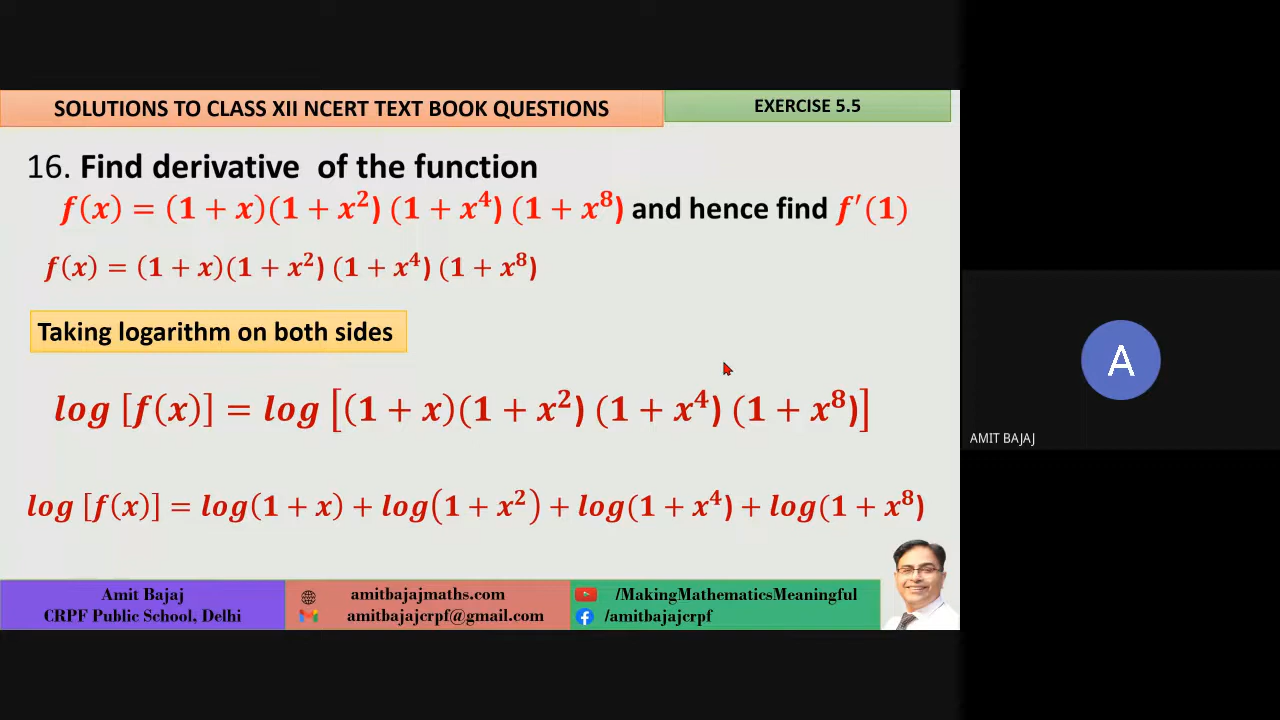 SOLUTIONS TO CLASS XII NCERT TEXT BOOK QUESTIONS
EXERCISE 5.5
16. Find derivative of the function
f(x) = (1 + x)(1 + x²) (1 + x⁴) (1 + x⁸) and hence find f′(1)
f(x) = (1 + x)(1 + x²) (1 + x⁴) (1 + x⁸)
Taking logarithm on both sides
log [f(x)] = log [(1 + x)(1 + x²) (1 + x⁴) (1 + x⁸)]
log [f(x)] = log(1 + x) + log(1 + x²) + log(1 + x⁴) + log(1 + x⁸)
A
AMIT BAJAJ
Amit Bajaj
CRPF Public School, Delhi
amitbajajmaths.com
amitbajajcrpf@gmail.com
/MakingMathematicsMeaningful
/amitbajajcrpf